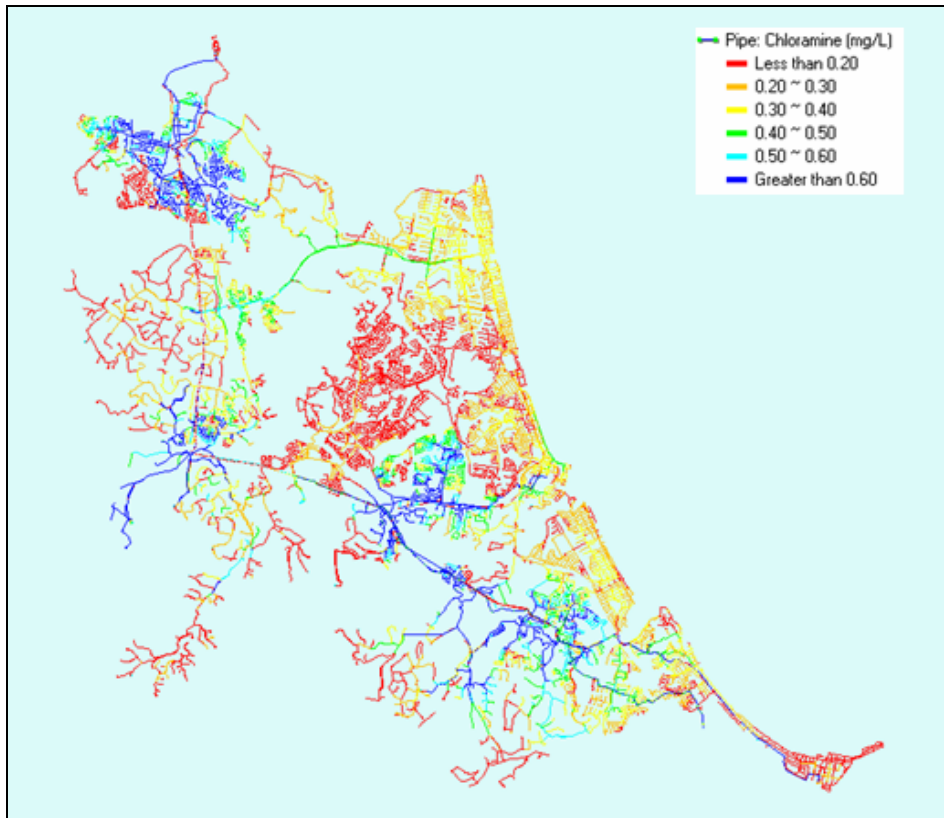 Pipe: Chloramine (mg/L)
Less than 0.20
0.20 ~ 0.30
0.30 ~ 0.40
0.40 ~ 0.50
0.50 ~ 0.60
Greater than 0.60